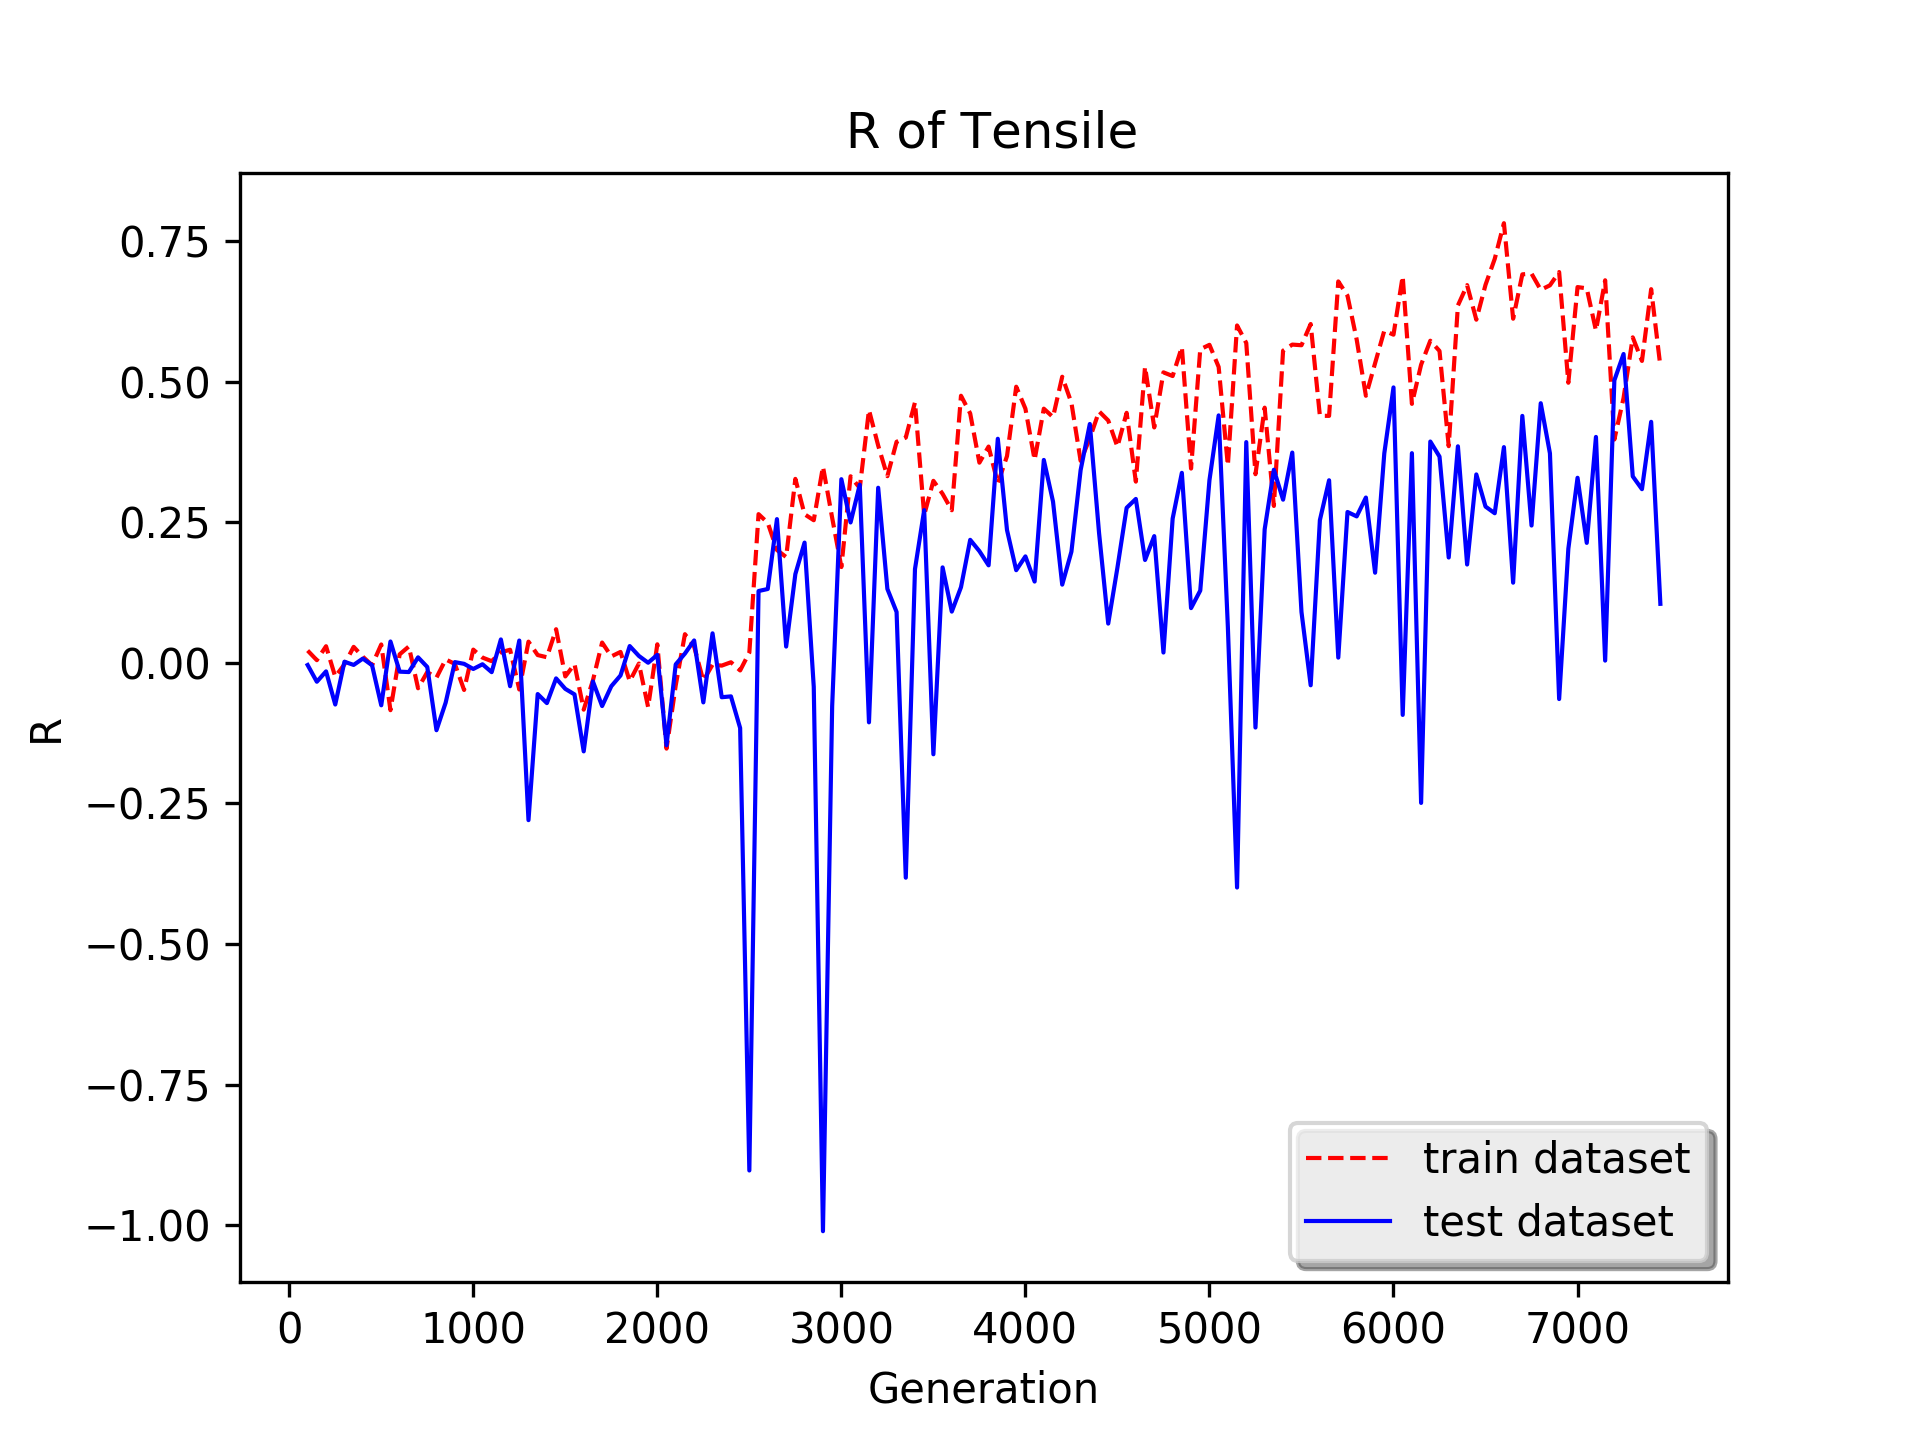 R of Tensile
0.75
0.50
0.25
0.00
−0.25
−0.50
−0.75
−1.00
R
0 1000 2000 3000 4000 5000 6000 7000
Generation
train dataset
test dataset